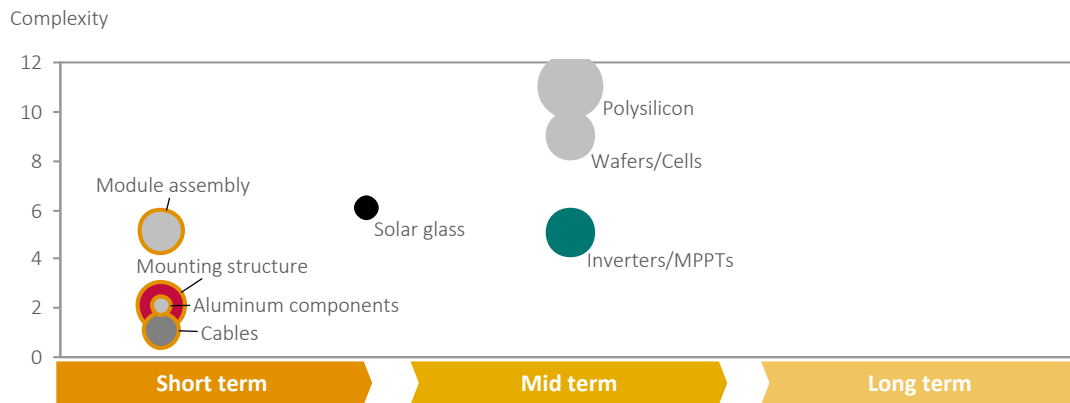 Complexity
12
10
8
6
4
2
0
Polysilicon
Wafers/Cells
Module assembly
Solar glass
Inverters/MPPTs
Mounting structure
Aluminum components
Cables
Short term
Mid term
Long term